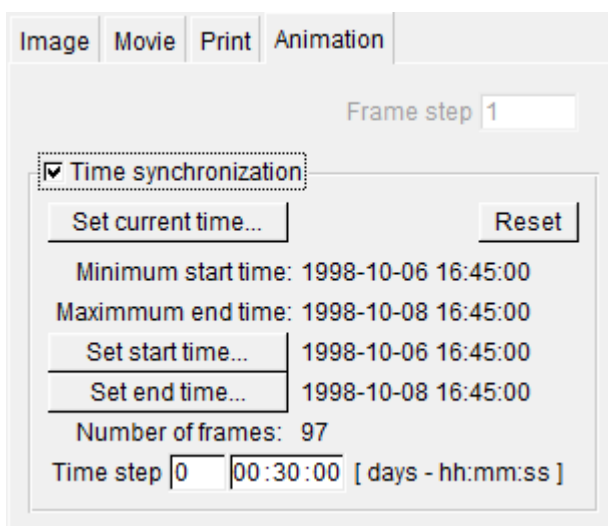 Image Movie Print Animation
Frame step 1
Time synchronization
Set current time... Reset
Minimum start time: 1998-10-06 16:45:00
Maximmum end time: 1998-10-08 16:45:00
Set start time... 1998-10-06 16:45:00
Set end time... 1998-10-08 16:45:00
Number of frames: 97
Time step 0 00:30:00 [ days - hh:mm:ss ]